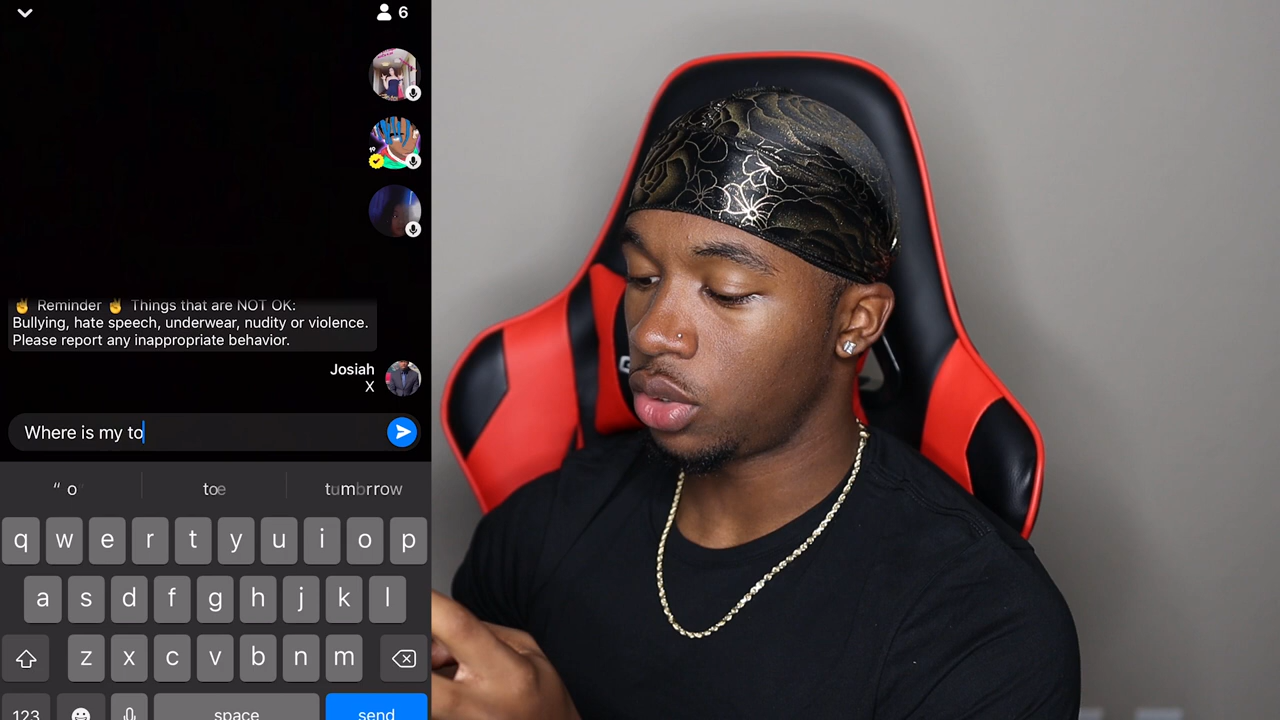 6
✌️ Reminder ✌️ Things that are NOT OK:
Bullying, hate speech, underwear, nudity or violence.
Please report any inappropriate behavior.
Josiah
X
Where is my to
toe
q w e r t y u i o p
a s d f g h j k l
z x c v b n m
123 space send